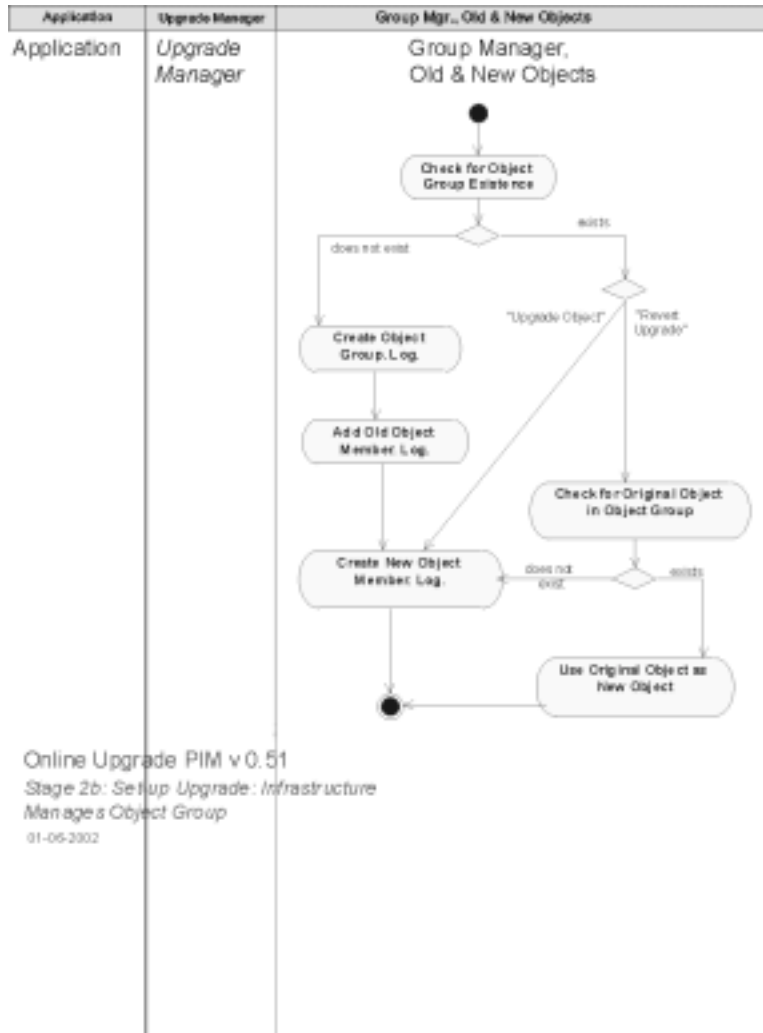 Application
Upgrade Manager
Group Mgr., Old & New Objects
Application
Upgrade
Manager
Group Manager,
Old & New Objects
Check for Object
Group Existence
exists
does not exist
"Upgrade Object"
"Revert
Upgrade"
Create Object
Group. Log.
Add Old Object
Member. Log.
Check for Original Object
in Object Group
Create New Object
Member. Log.
does not
exist
exists
Use Original Object as
New Object
Online Upgrade PIM v 0.51
Stage 2b: Set up Upgrade: Infrastructure
Manages Object Group
01-06-2002